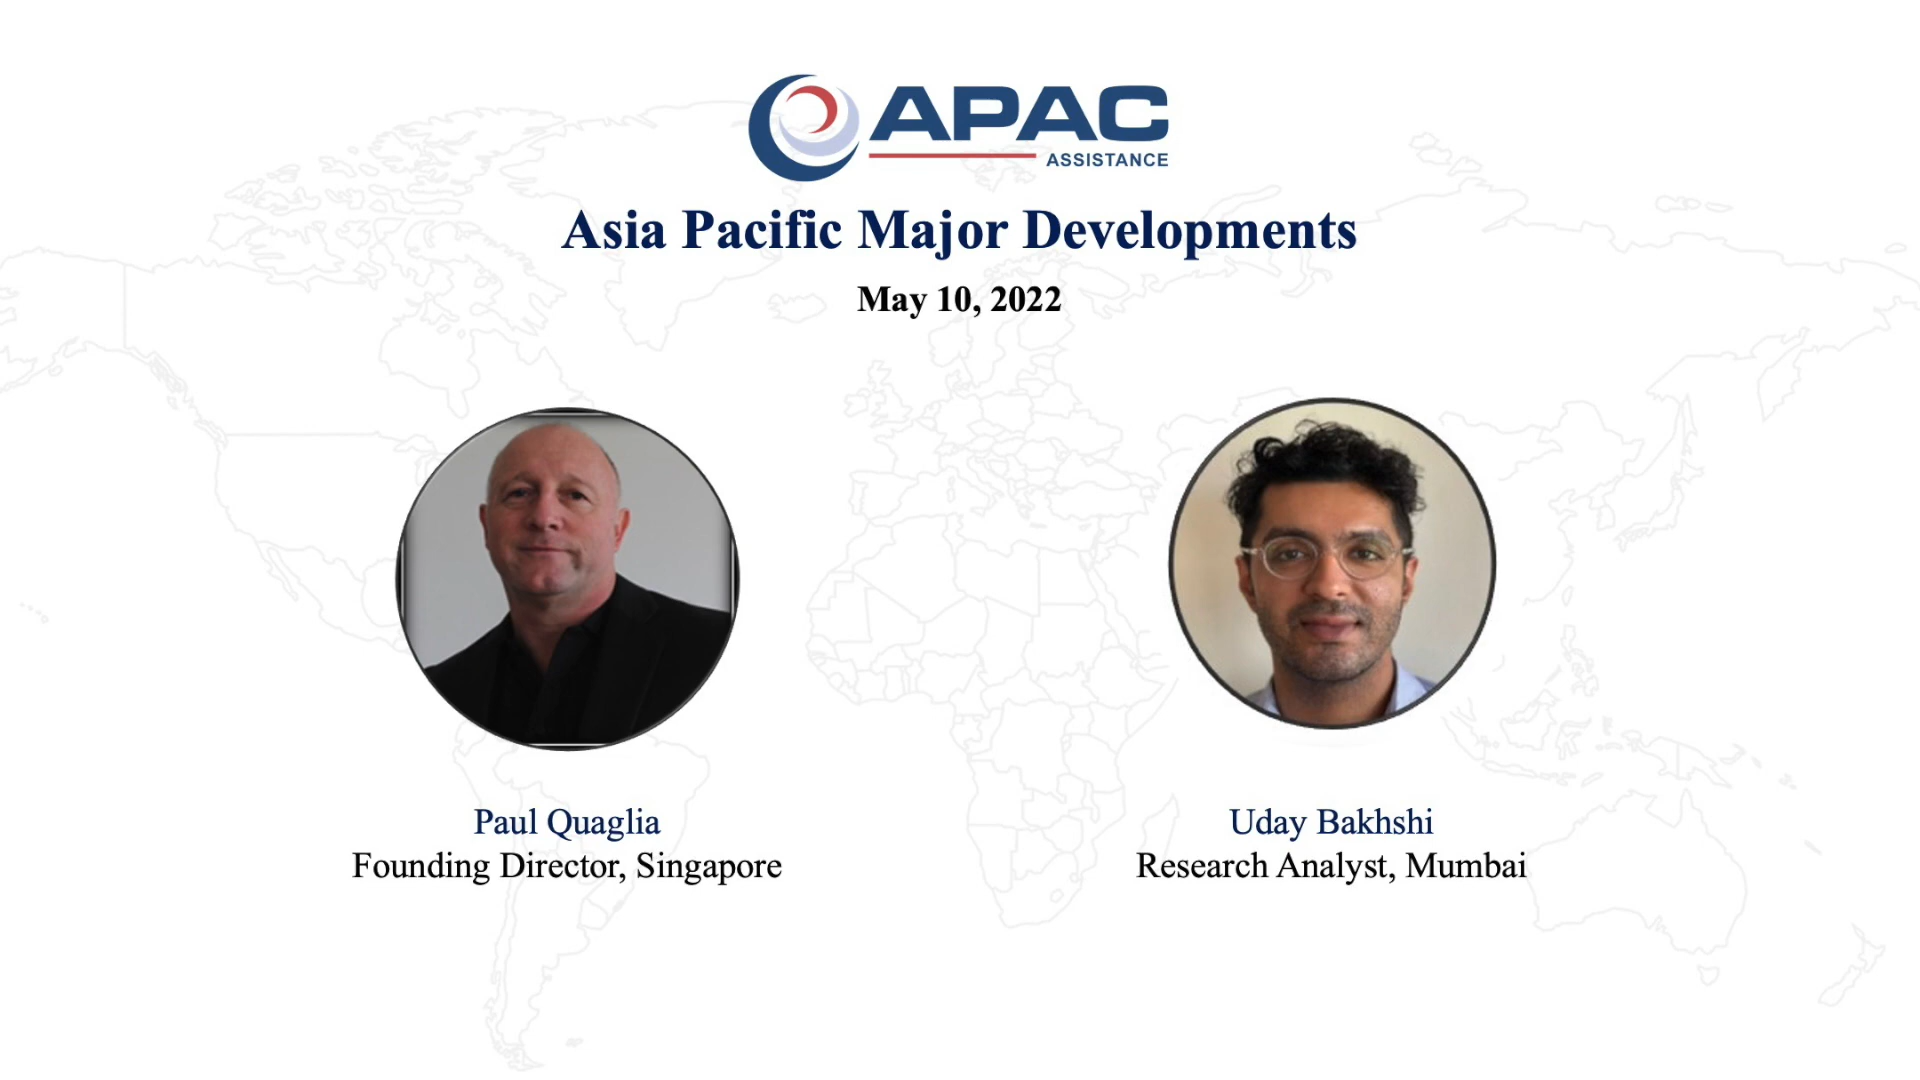 APAC
ASSISTANCE
Asia Pacific Major Developments
May 10, 2022
Paul Quaglia
Founding Director, Singapore
Uday Bakhshi
Research Analyst, Mumbai